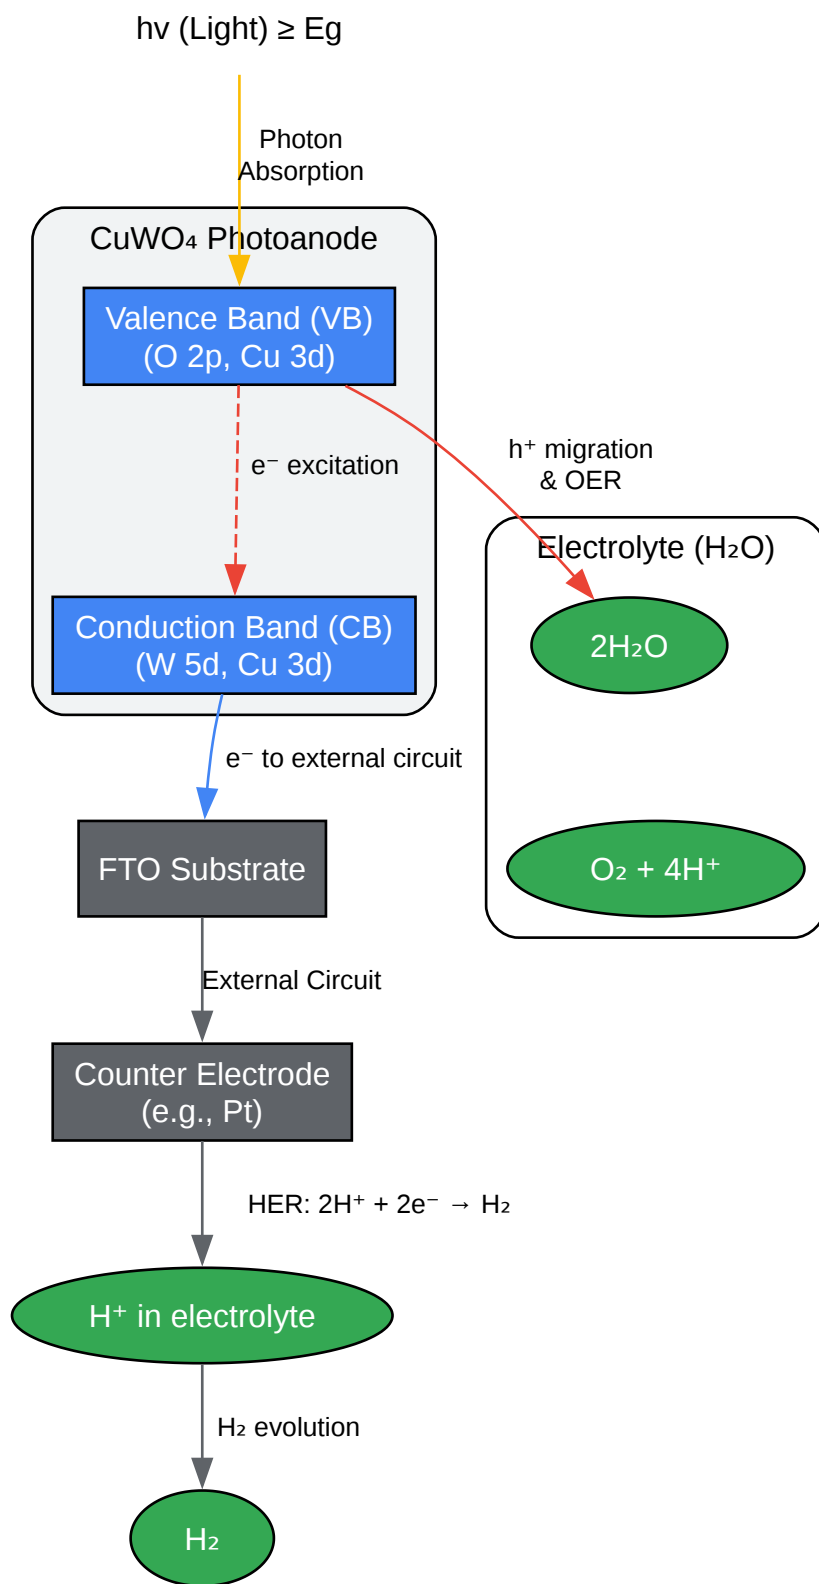 hv (Light) ≥ Eg
Photon
Absorption
CuWO₄ Photoanode
Valence Band (VB)
(O 2p, Cu 3d)
e⁻ excitation
h⁺ migration
& OER
Electrolyte (H₂O)
Conduction Band (CB)
(W 5d, Cu 3d)
2H₂O
e⁻ to external circuit
FTO Substrate
O₂ + 4H⁺
External Circuit
Counter Electrode
(e.g., Pt)
HER: 2H⁺ + 2e⁻ → H₂
H⁺ in electrolyte
H₂ evolution
H₂